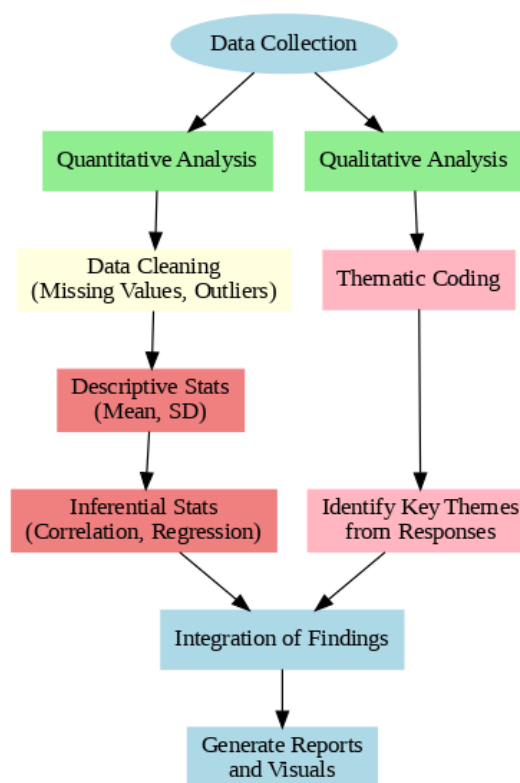 Data Collection
Quantitative Analysis
Qualitative Analysis
Data Cleaning
(Missing Values, Outliers)
Thematic Coding
Descriptive Stats
(Mean, SD)
Inferential Stats
(Correlation, Regression)
Identify Key Themes
from Responses
Integration of Findings
Generate Reports
and Visuals